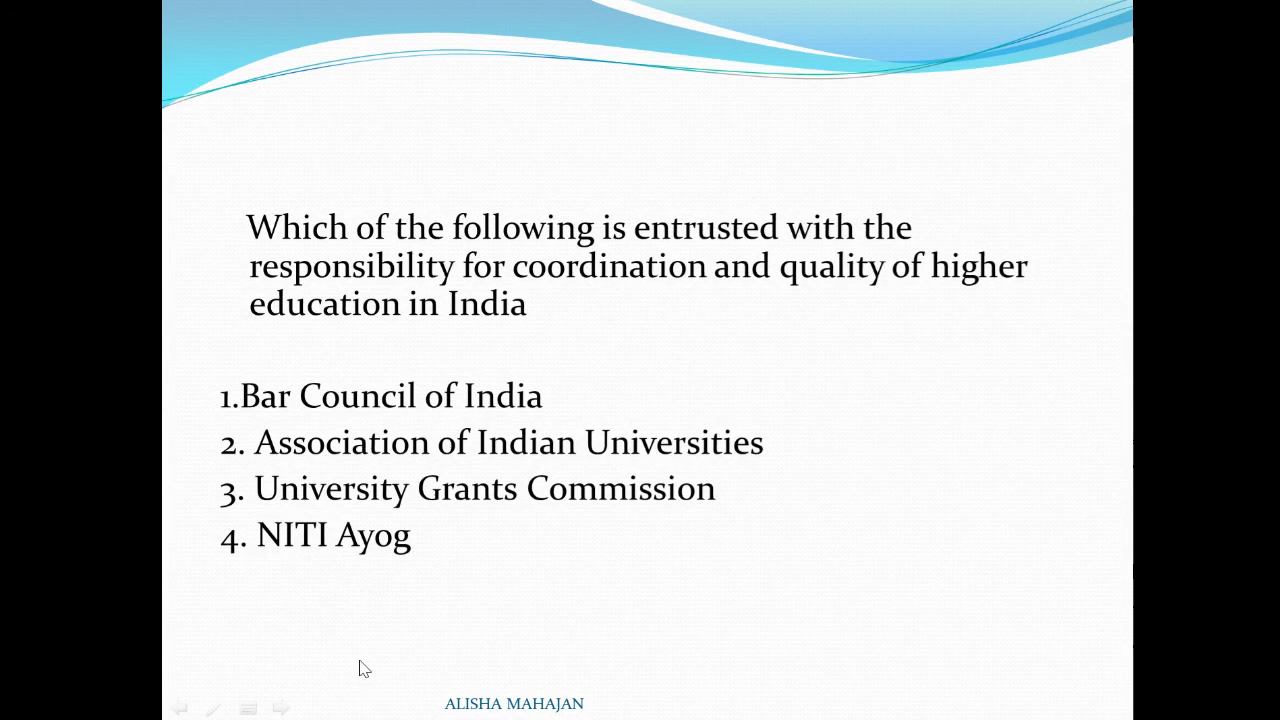 Which of the following is entrusted with the
responsibility for coordination and quality of higher
education in India
1.Bar Council of India
2. Association of Indian Universities
3. University Grants Commission
4. NITI Ayog
ALISHA MAHAJAN